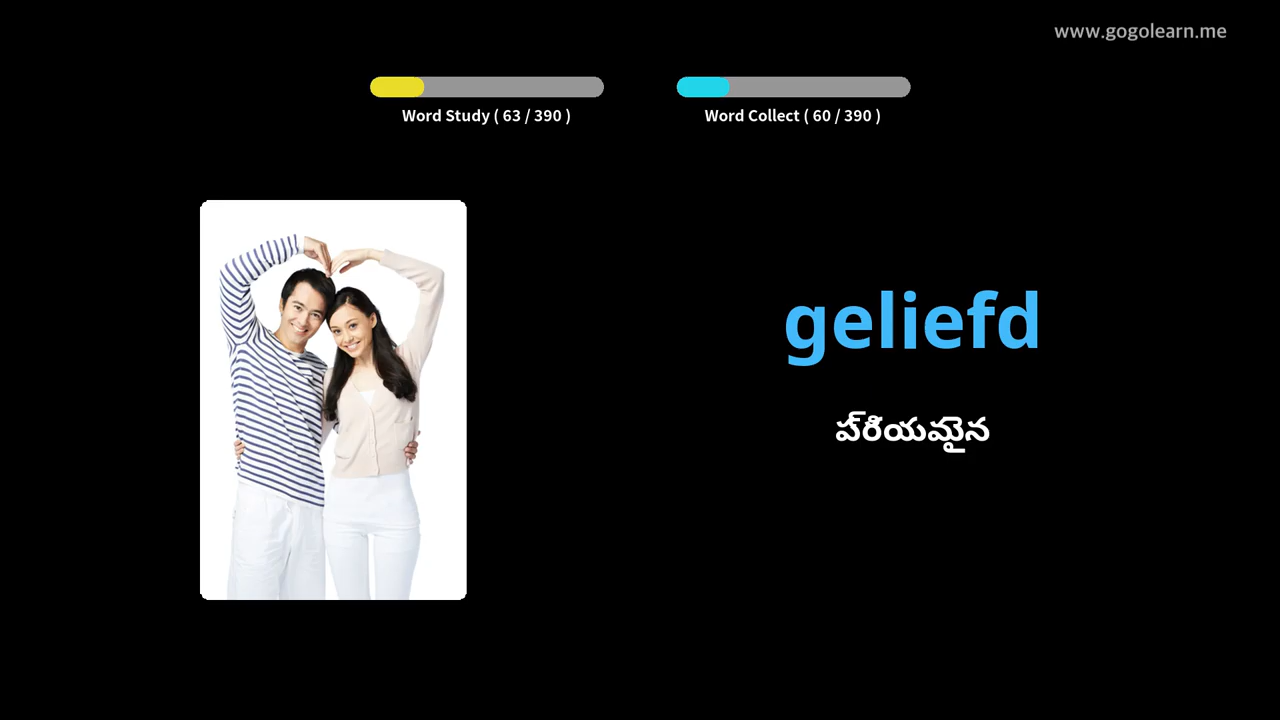 www.gogolearn.me
Word Study ( 63 / 390 )
Word Collect ( 60 / 390 )
geliefd
ప్రియమైన